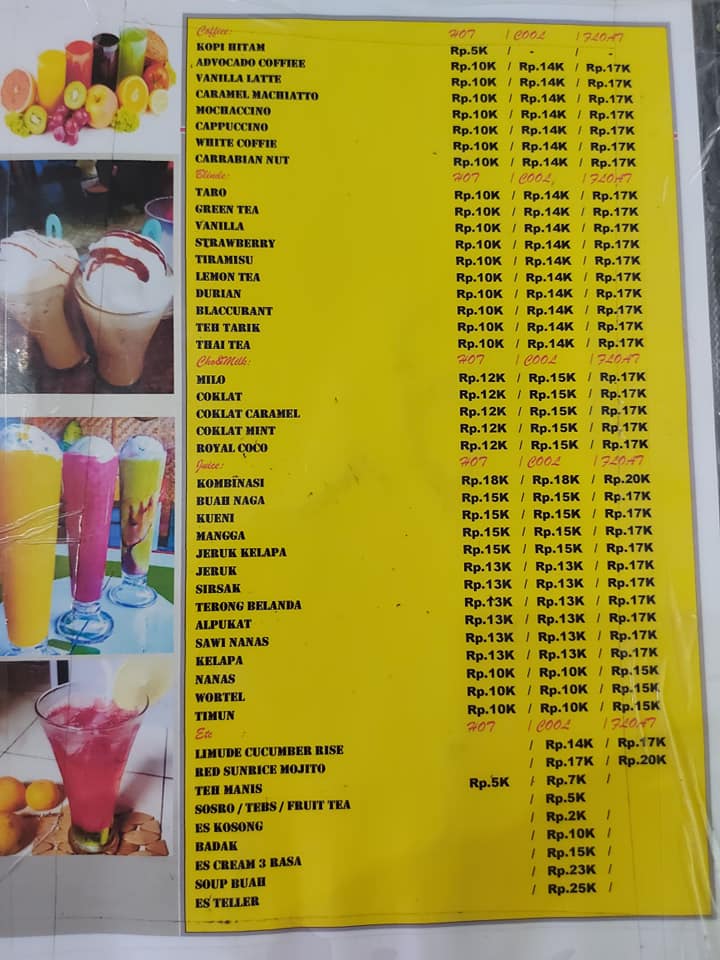 Coffiee: HOT / COOL / FLOAT
KOPI HITAM Rp.5K / - / -
ADVOCADO COFFIEE Rp.10K / Rp.14K / Rp.17K
VANILLA LATTE Rp.10K / Rp.14K / Rp.17K
CARAMEL MACHIATTO Rp.10K / Rp.14K / Rp.17K
MOCHACCINO Rp.10K / Rp.14K / Rp.17K
CAPPUCCINO Rp.10K / Rp.14K / Rp.17K
WHITE COFFIE Rp.10K / Rp.14K / Rp.17K
CARRABIAN NUT Rp.10K / Rp.14K / Rp.17K
Blinde: HOT / COOL, / FLOAT
TARO Rp.10K / Rp.14K / Rp.17K
GREEN TEA Rp.10K / Rp.14K / Rp.17K
VANILLA Rp.10K / Rp.14K / Rp.17K
STRAWBERRY Rp.10K / Rp.14K / Rp.17K
TIRAMISU Rp.10K / Rp.14K / Rp.17K
LEMON TEA Rp.10K / Rp.14K / Rp.17K
DURIAN Rp.10K / Rp.14K / Rp.17K
BLACCURANT Rp.10K / Rp.14K / Rp.17K
TEH TARIK Rp.10K / Rp.14K / Rp.17K
THAI TEA Rp.10K / Rp.14K / Rp.17K
Cho&Milk: HOT / COOL / FLOAT
MILO Rp.12K / Rp.15K / Rp.17K
COKLAT Rp.12K / Rp.15K / Rp.17K
COKLAT CARAMEL Rp.12K / Rp.15K / Rp.17K
COKLAT MINT Rp.12K / Rp.15K / Rp.17K
ROYAL COCO Rp.12K / Rp.15K / Rp.17K
Juice: HOT / COOL / FLOAT
KOMBINASI Rp.18K / Rp.18K / Rp.20K
BUAH NAGA Rp.15K / Rp.15K / Rp.17K
KUENI Rp.15K / Rp.15K / Rp.17K
MANGGA Rp.15K / Rp.15K / Rp.17K
JERUK KELAPA Rp.15K / Rp.15K / Rp.17K
JERUK Rp.13K / Rp.13K / Rp.17K
SIRSAK Rp.13K / Rp.13K / Rp.17K
TERONG BELANDA Rp.13K / Rp.13K / Rp.17K
ALPUKAT Rp.13K / Rp.13K / Rp.17K
SAWI NANAS Rp.13K / Rp.13K / Rp.17K
KELAPA Rp.13K / Rp.13K / Rp.17K
NANAS Rp.10K / Rp.10K / Rp.15K
WORTEL Rp.10K / Rp.10K / Rp.15K
TIMUN Rp.10K / Rp.10K / Rp.15K
Etc : HOT / COOL / FLOAT
LIMUDE CUCUMBER RISE / Rp.14K / Rp.17K
RED SUNRICE MOJITO / Rp.17K / Rp.20K
TEH MANIS Rp.5K / Rp.7K /
SOSRO / TEBS / FRUIT TEA / Rp.5K
ES KOSONG / Rp.2K /
BADAK / Rp.10K /
ES CREAM 3 RASA / Rp.15K /
SOUP BUAH / Rp.23K /
ES TELLER / Rp.25K /